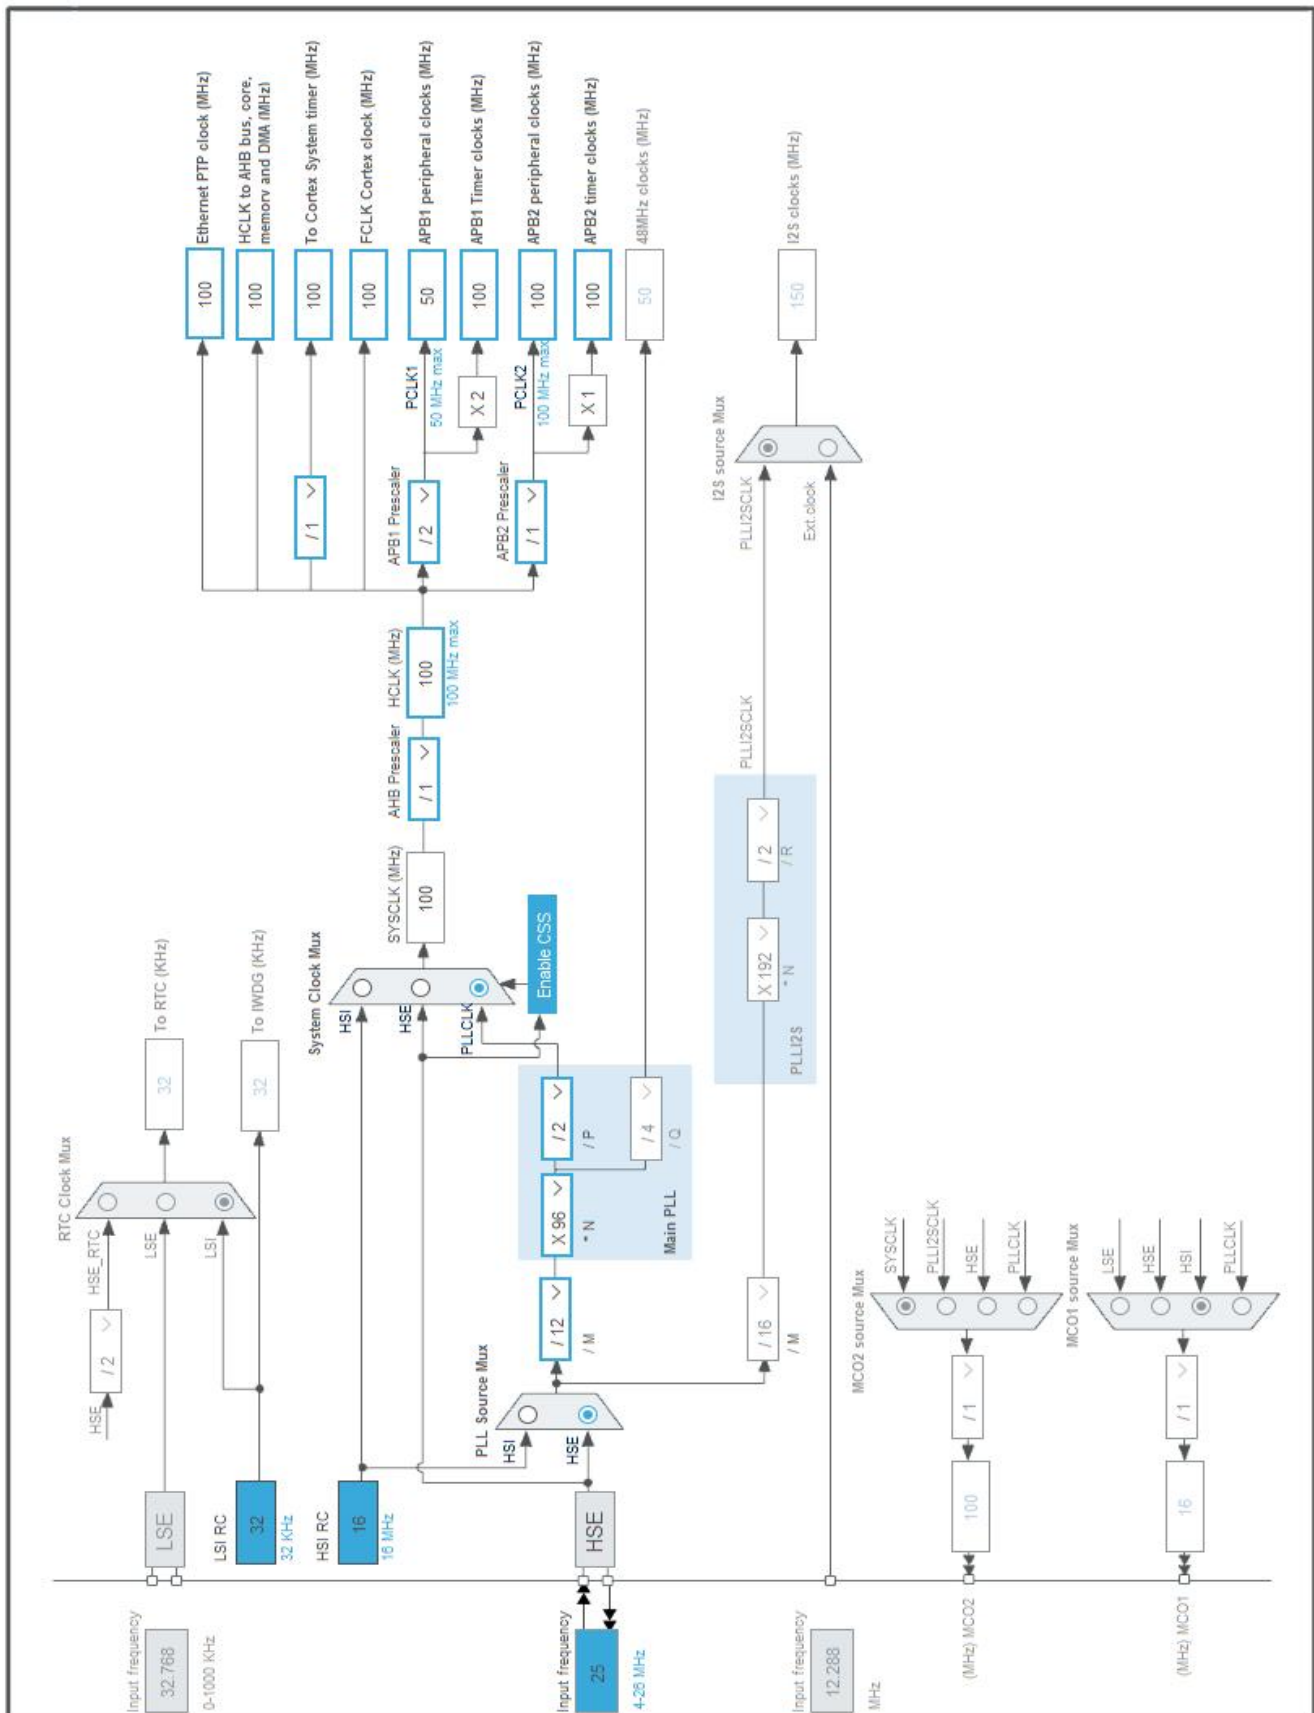 Input frequency
32.768
0-1000 KHz
LSE
LSI RC
32
32 KHz
HSI RC
16
16 MHz
Input frequency
25
4-26 MHz
HSE
Input frequency
12.288
MHz
HSE
/ 2
HSE_RTC
LSE
LSI
RTC Clock Mux
32
To RTC (KHz)
32
To IWDG (KHz)
PLL Source Mux
HSI
HSE
/ 12
/ M
X 96
* N
/ 2
/ P
/ 4
/ Q
Main PLL
System Clock Mux
HSI
HSE
PLLCLK
Enable CSS
SYSCLK (MHz)
100
AHB Prescaler
/ 1
HCLK (MHz)
100
100 MHz max
/ 1
APB1 Prescaler
/ 2
PCLK1
50 MHz max
X 2
APB2 Prescaler
/ 1
PCLK2
100 MHz max
X 1
100
Ethernet PTP clock (MHz)
100
HCLK to AHB bus, core,
memory and DMA (MHz)
100
To Cortex System timer (MHz)
100
FCLK Cortex clock (MHz)
50
APB1 peripheral clocks (MHz)
100
APB1 Timer clocks (MHz)
100
APB2 peripheral clocks (MHz)
100
APB2 timer clocks (MHz)
50
48MHz clocks (MHz)
/ 16
/ M
X 192
* N
/ 2
/ R
PLLI2S
PLLI2SCLK
PLLI2SCLK
Ext.clock
I2S source Mux
150
I2S clocks (MHz)
MCO2 source Mux
SYSCLK
PLLI2SCLK
HSE
PLLCLK
/ 1
100
(MHz) MCO2
MCO1 source Mux
LSE
HSE
HSI
PLLCLK
/ 1
16
(MHz) MCO1